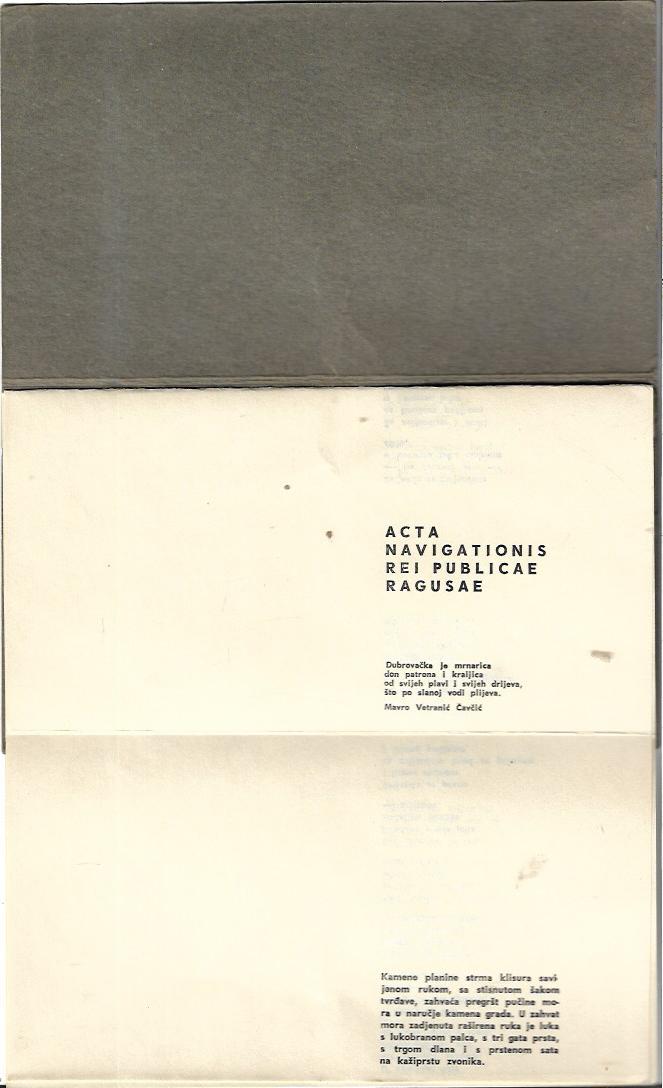 ACTA
NAVIGATIONIS
REI PUBLICAE
RAGUSAE
Dubrovačka je mrnarica
don patrona i kraljica
od svijeh plavi i svijeh drijeva,
što po slanoj vodi plijeva.
Mavro Vetranić Čavčić
Kamene planine strma klisura savi-
janom rukom, sa stisnutom šakom
tvrđave, zahvaća pregršt pučine mo-
ra u naručje kamena grada. U zahvat
mora zadjenuta raširena ruka je luka
s lukobranom palca, s tri gata prsta,
s trgom dlana i s prstenom sata
na kažiprstu zvonika.